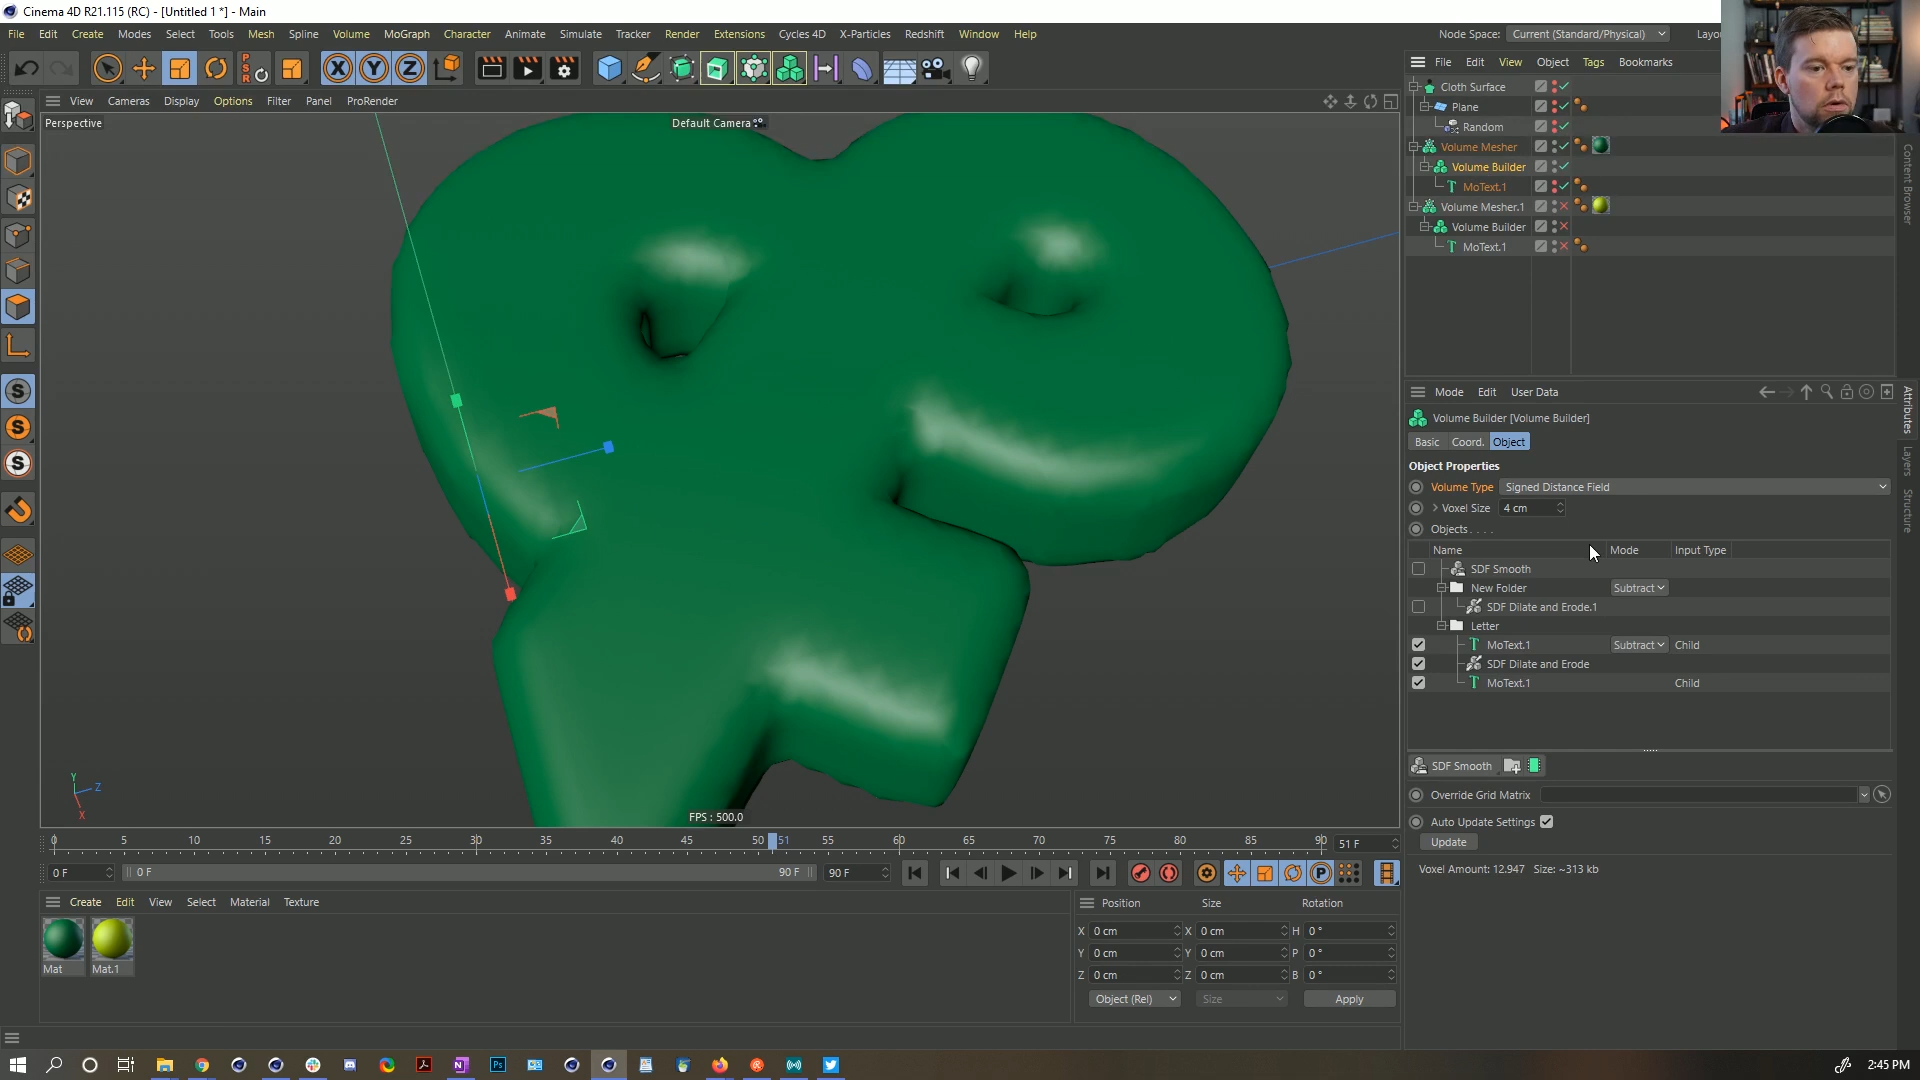 Cinema 4D R21.115 (RC) - [Untitled 1 *] - Main
File Edit Create Modes Select Tools Mesh Spline Volume MoGraph Character Animate Simulate Tracker Render Extensions Cycles 4D X-Particles Redshift Window Help
Node Space: Current (Standard/Physical)
PSR
X Y Z
View Cameras Display Options Filter Panel ProRender
Perspective
Default Camera
FPS : 500.0
Y Z X
File Edit View Object Tags Bookmarks
Cloth Surface
Plane
Random
Volume Mesher
Volume Builder
MoText.1
Volume Mesher.1
Volume Builder
MoText.1
Content Browser
Mode Edit User Data
Attributes
Layers
Structure
Volume Builder [Volume Builder]
Basic Coord. Object
Object Properties
Volume Type Signed Distance Field
Voxel Size 4 cm
Objects . . . .
Name Mode Input Type
SDF Smooth
New Folder Subtract
SDF Dilate and Erode.1
Letter
MoText.1 Subtract Child
SDF Dilate and Erode
MoText.1 Child
SDF Smooth
Override Grid Matrix
Auto Update Settings
Update
Voxel Amount: 12.947 Size: ~313 kb
0 5 10 15 20 25 30 35 40 45 50 51 55 60 65 70 75 80 85 90 51 F
0 F 0 F 90 F 90 F
P
Create Edit View Select Material Texture
Mat Mat.1
Position Size Rotation
X 0 cm X 0 cm H 0 °
Y 0 cm Y 0 cm P 0 °
Z 0 cm Z 0 cm B 0 °
Object (Rel) Size Apply
2:45 PM